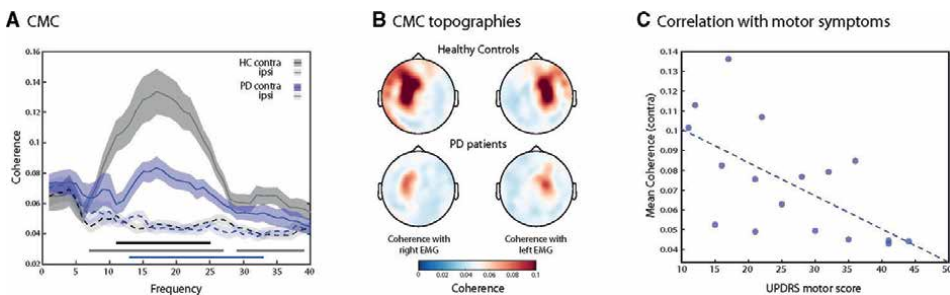 A CMC
0.16
0.14
0.12
0.1
0.08
0.06
0.04
0.02
Coherence
HC contra
ipsi
PD contra
ipsi
0 5 10 15 20 25 30 35 40
Frequency
B CMC topographies
Healthy Controls
PD patients
Coherence with
right EMG
Coherence with
left EMG
0 0.02 0.04 0.06 0.08 0.1
Coherence
C Correlation with motor symptoms
0.14
0.13
0.12
0.11
0.1
0.09
0.08
0.07
0.06
0.05
0.04
Mean Coherence (contra)
10 15 20 25 30 35 40 45 50
UPDRS motor score